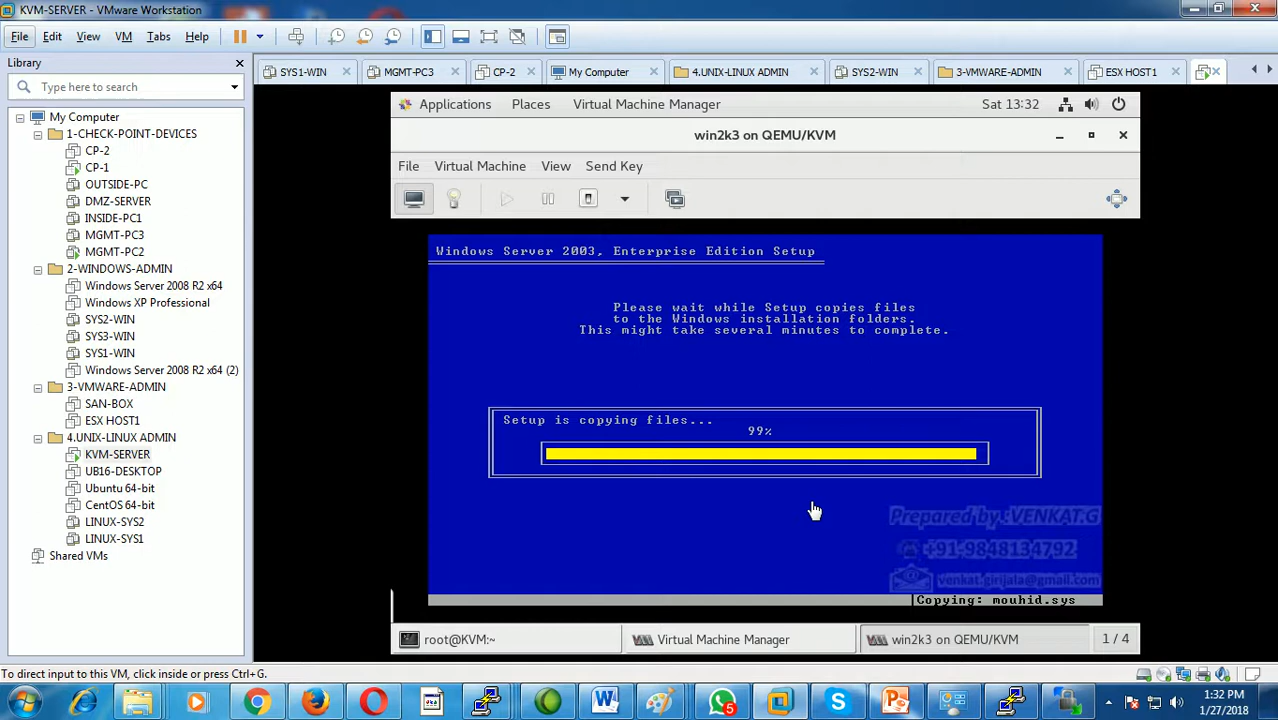 KVM-SERVER - VMware Workstation
File Edit View VM Tabs Help
Library
Type here to search
My Computer
1-CHECK-POINT-DEVICES
CP-2
CP-1
OUTSIDE-PC
DMZ-SERVER
INSIDE-PC1
MGMT-PC3
MGMT-PC2
2-WINDOWS-ADMIN
Windows Server 2008 R2 x64
Windows XP Professional
SYS2-WIN
SYS3-WIN
SYS1-WIN
Windows Server 2008 R2 x64 (2)
3-VMWARE-ADMIN
SAN-BOX
ESX HOST1
4.UNIX-LINUX ADMIN
KVM-SERVER
UB16-DESKTOP
Ubuntu 64-bit
CentOS 64-bit
LINUX-SYS2
LINUX-SYS1
Shared VMs
SYS1-WIN MGMT-PC3 CP-2 My Computer 4.UNIX-LINUX ADMIN SYS2-WIN 3-VMWARE-ADMIN ESX HOST1
Applications Places Virtual Machine Manager Sat 13:32
win2k3 on QEMU/KVM
File Virtual Machine View Send Key
Windows Server 2003, Enterprise Edition Setup
Please wait while Setup copies files
to the Windows installation folders.
This might take several minutes to complete.
Setup is copying files...
99%
Prepared by :VENKAT.G
+91-9848134792
venkat.girijala@gmail.com
Copying: mouhid.sys
root@KVM:~ Virtual Machine Manager win2k3 on QEMU/KVM 1 / 4
To direct input to this VM, click inside or press Ctrl+G.
5
1:32 PM
1/27/2018